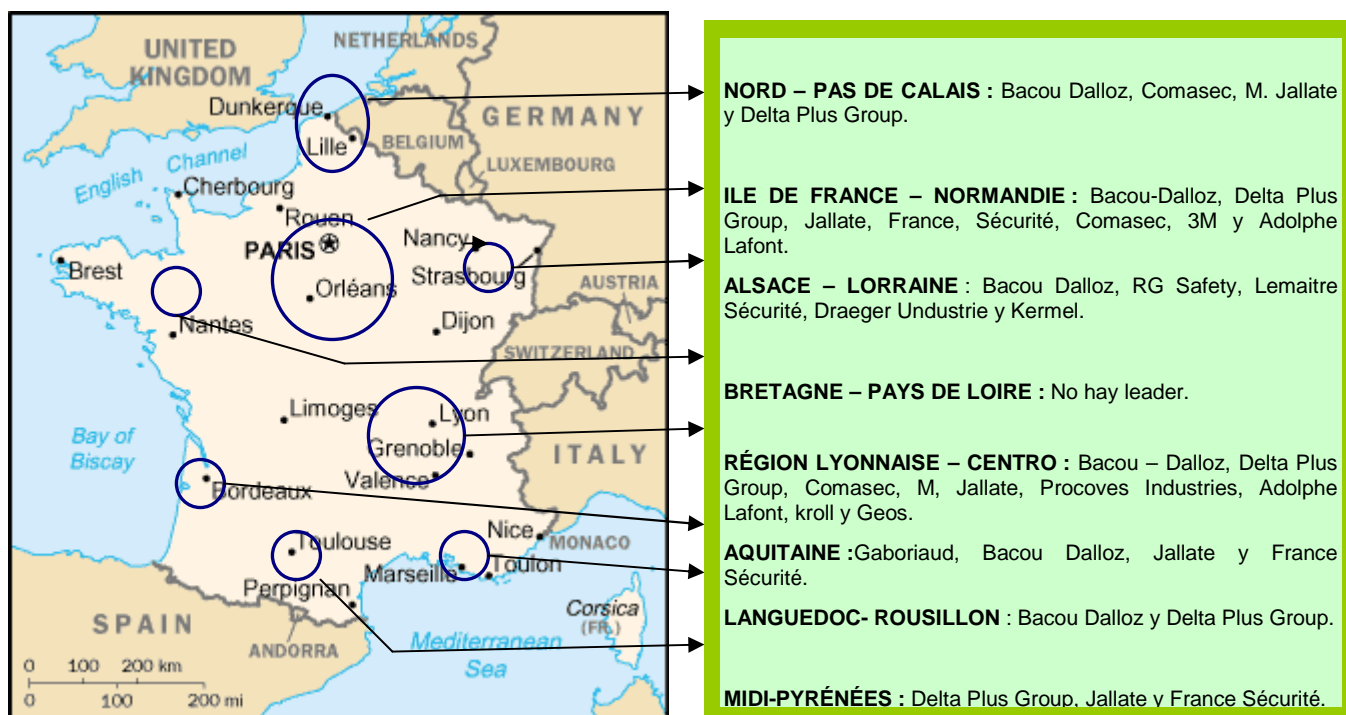 UNITED
KINGDOM
NETHERLANDS
Dunkerque
GERMANY
Lille
BELGIUM
LUXEMBOURG
English Channel
Cherbourg
Rouen
PARIS
Nancy
Strasbourg
Brest
Orléans
AUSTRIA
Nantes
Dijon
SWITZERLAND
Limoges
Lyon
Bay of
Biscay
Grenoble
ITALY
Valence
Bordeaux
Nice
Toulouse
MONACO
Marseille
Toulon
Perpignan
Corsica
(FR.)
SPAIN
ANDORRA
Mediterranean
Sea
0 100 200 km
0 100 200 mi
NORD – PAS DE CALAIS : Bacou Dalloz, Comasec, M. Jallate
y Delta Plus Group.
ILE DE FRANCE – NORMANDIE : Bacou-Dalloz, Delta Plus
Group, Jallate, France, Sécurité, Comasec, 3M y Adolphe
Lafont.
ALSACE – LORRAINE : Bacou Dalloz, RG Safety, Lemaitre
Sécurité, Draeger Undustrie y Kermel.
BRETAGNE – PAYS DE LOIRE : No hay leader.
RÉGION LYONNAISE – CENTRO : Bacou – Dalloz, Delta Plus
Group, Comasec, M, Jallate, Procoves Industries, Adolphe
Lafont, kroll y Geos.
AQUITAINE :Gaboriaud, Bacou Dalloz, Jallate y France
Sécurité.
LANGUEDOC- ROUSILLON : Bacou Dalloz y Delta Plus Group.
MIDI-PYRÉNÉES : Delta Plus Group, Jallate y France Sécurité.